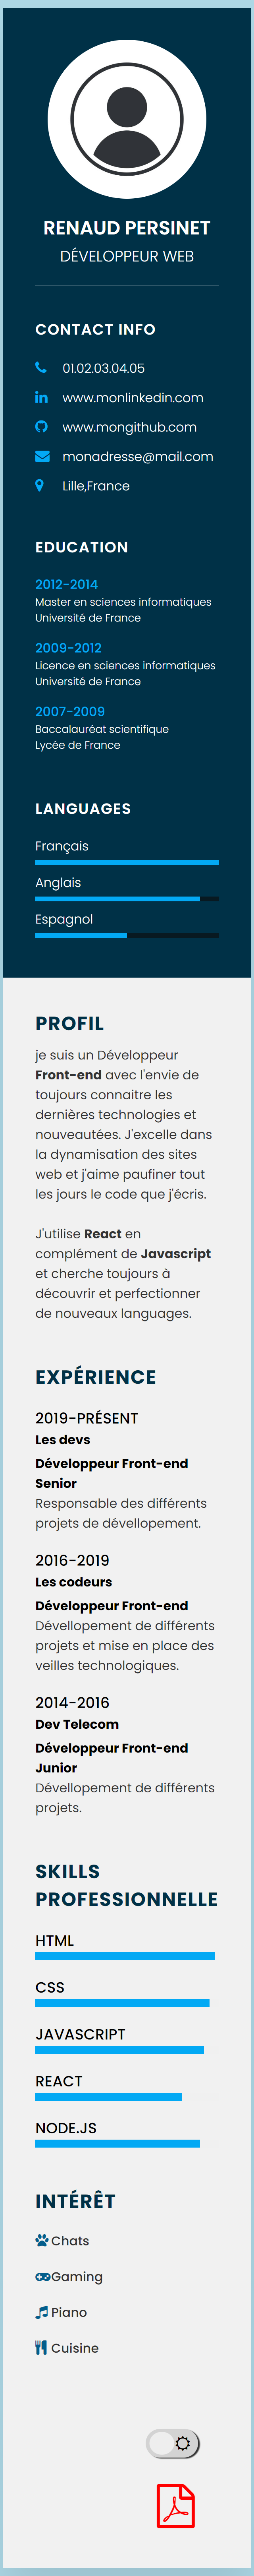 RENAUD PERSINET
DÉVELOPPEUR WEB
CONTACT INFO
01.02.03.04.05
www.monlinkedin.com
www.mongithub.com
monadresse@mail.com
Lille,France
EDUCATION
2012-2014
Master en sciences informatiques
Université de France
2009-2012
Licence en sciences informatiques
Université de France
2007-2009
Baccalauréat scientifique
Lycée de France
LANGUAGES
Français
Anglais
Espagnol
PROFIL
je suis un Développeur
Front-end avec l'envie de
toujours connaitre les
dernières technologies et
nouveautées. J'excelle dans
la dynamisation des sites
web et j'aime paufiner tout
les jours le code que j'écris.
J'utilise React en
complément de Javascript
et cherche toujours à
découvrir et perfectionner
de nouveaux languages.
EXPÉRIENCE
2019-PRÉSENT
Les devs
Développeur Front-end
Senior
Responsable des différents
projets de dévellopement.
2016-2019
Les codeurs
Développeur Front-end
Dévellopement de différents
projets et mise en place des
veilles technologiques.
2014-2016
Dev Telecom
Développeur Front-end
Junior
Dévellopement de différents
projets.
SKILLS
PROFESSIONNELLE
HTML
CSS
JAVASCRIPT
REACT
NODE.JS
INTÉRÊT
Chats
Gaming
Piano
Cuisine